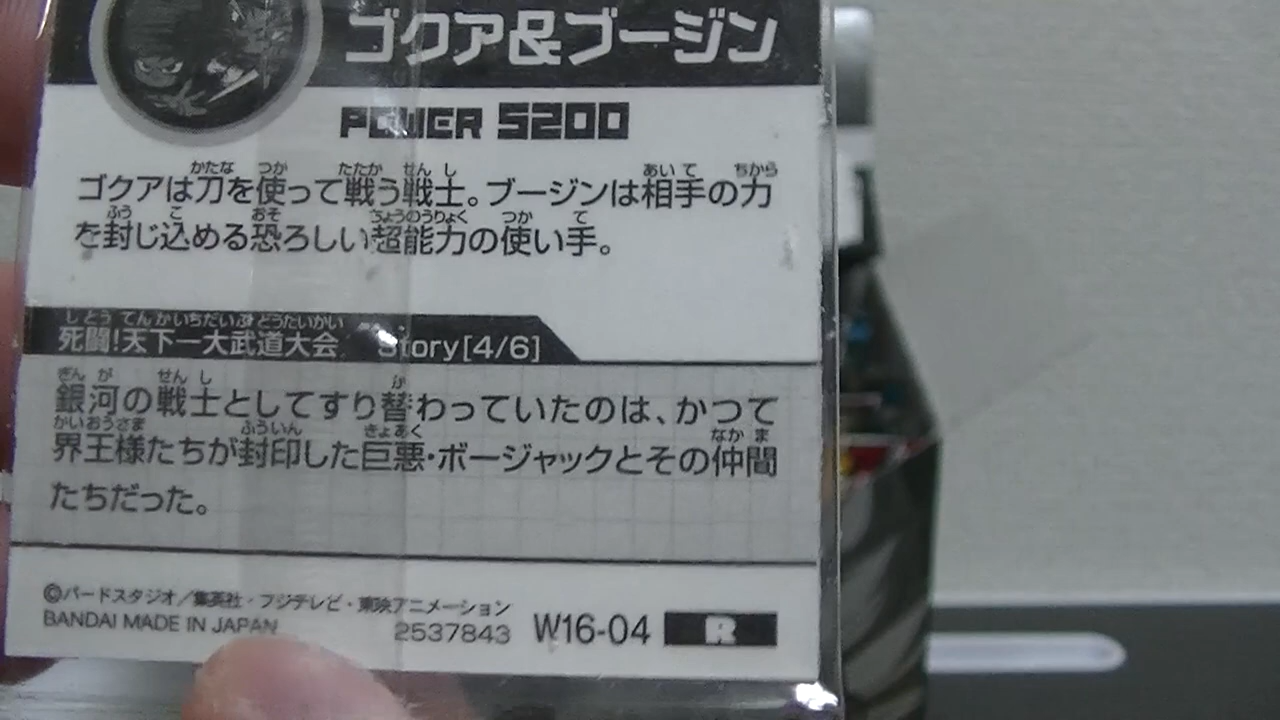 ゴクア&ブージン
POWER 5200
ゴクアは刀を使って戦う戦士。ブージンは相手の力
を封じ込める恐ろしい超能力の使い手。
死闘!天下一大武道大会 Story[4/6]
銀河の戦士としてすり替わっていたのは、かつて
界王様たちが封印した巨悪・ボージャックとその仲間
たちだった。
©バードスタジオ/集英社・フジテレビ・東映アニメーション
BANDAI MADE IN JAPAN 2537843 W16-04 R